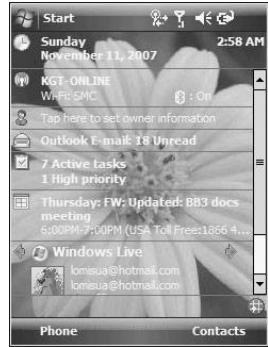 Start
Sunday 2:58 AM
November 11, 2007
KGT-ONLINE
Wi-Fi: SMC : On
Tap here to set owner information
Outlook E-mail: 18 Unread
7 Active tasks
1 High priority
Thursday: FW: Updated: BB3 docs
meeting
6:00PM-7:00PM (USA Toll Free:1866 4...
Windows Live
lomisua@hotmail.com
lomisua@hotmail.com
Phone Contacts